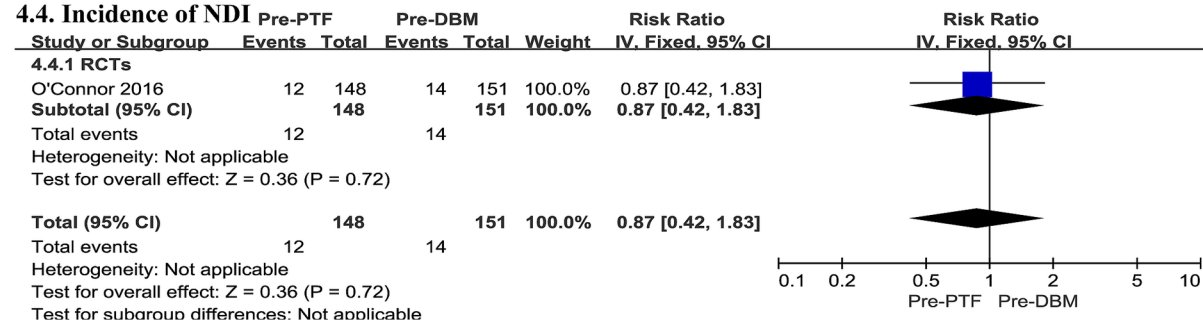 4.4. Incidence of NDI Pre-PTF Pre-DBM Risk Ratio Risk Ratio
Study or Subgroup Events Total Events Total Weight IV, Fixed, 95% CI IV, Fixed, 95% CI
4.4.1 RCTs
O'Connor 2016 12 148 14 151 100.0% 0.87 [0.42, 1.83]
Subtotal (95% CI) 148 151 100.0% 0.87 [0.42, 1.83]
Total events 12 14
Heterogeneity: Not applicable
Test for overall effect: Z = 0.36 (P = 0.72)
Total (95% CI) 148 151 100.0% 0.87 [0.42, 1.83]
Total events 12 14
Heterogeneity: Not applicable
Test for overall effect: Z = 0.36 (P = 0.72)
Test for subgroup differences: Not applicable
0.1 0.2 0.5 1 2 5 10
Pre-PTF Pre-DBM